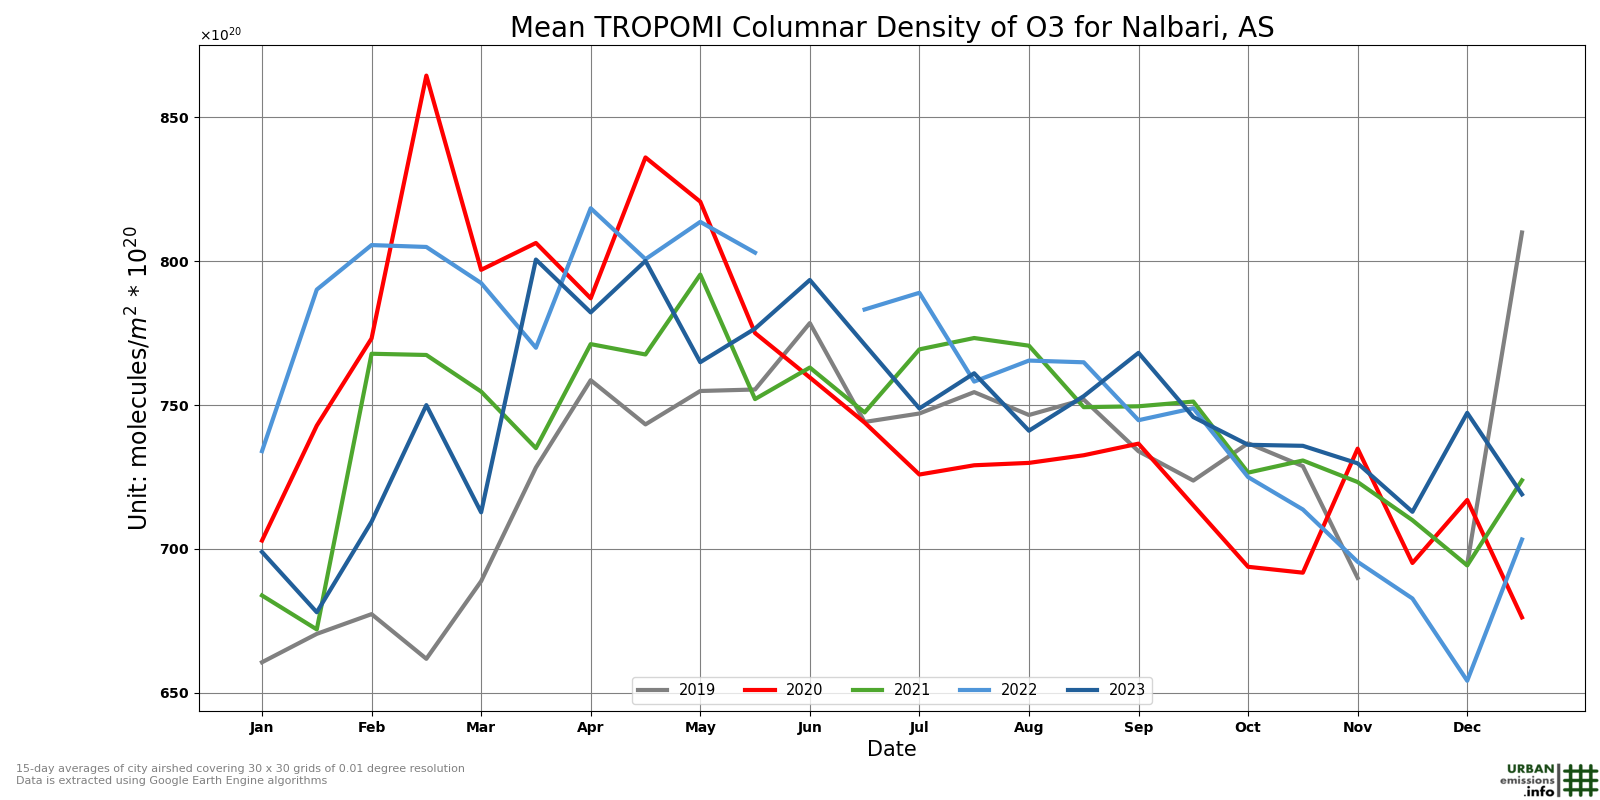 Mean TROPOMI Columnar Density of O3 for Nalbari, AS
×10²⁰
850
800
750
700
650
Unit: molecules/m² * 10²⁰
2019 2020 2021 2022 2023
Jan Feb Mar Apr May Jun Jul Aug Sep Oct Nov Dec
Date
15-day averages of city airshed covering 30 x 30 grids of 0.01 degree resolution
Data is extracted using Google Earth Engine algorithms
URBAN
emissions
.info